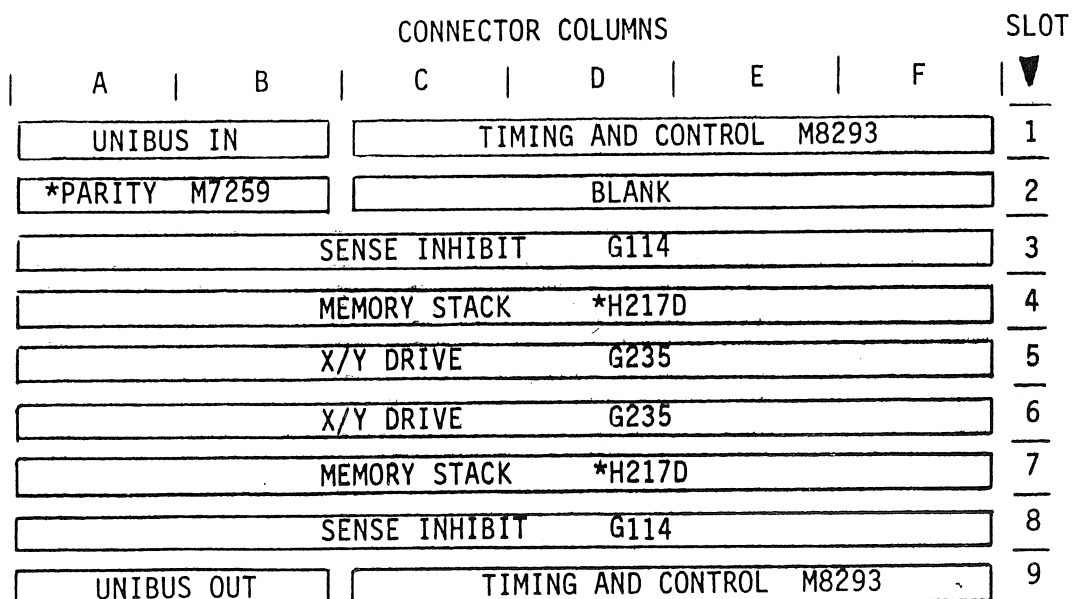 CONNECTOR COLUMNS SLOT
A B C D E F
UNIBUS IN TIMING AND CONTROL M8293 1
*PARITY M7259 BLANK 2
SENSE INHIBIT G114 3
MEMORY STACK *H217D 4
X/Y DRIVE G235 5
X/Y DRIVE G235 6
MEMORY STACK *H217D 7
SENSE INHIBIT G114 8
UNIBUS OUT TIMING AND CONTROL M8293 9